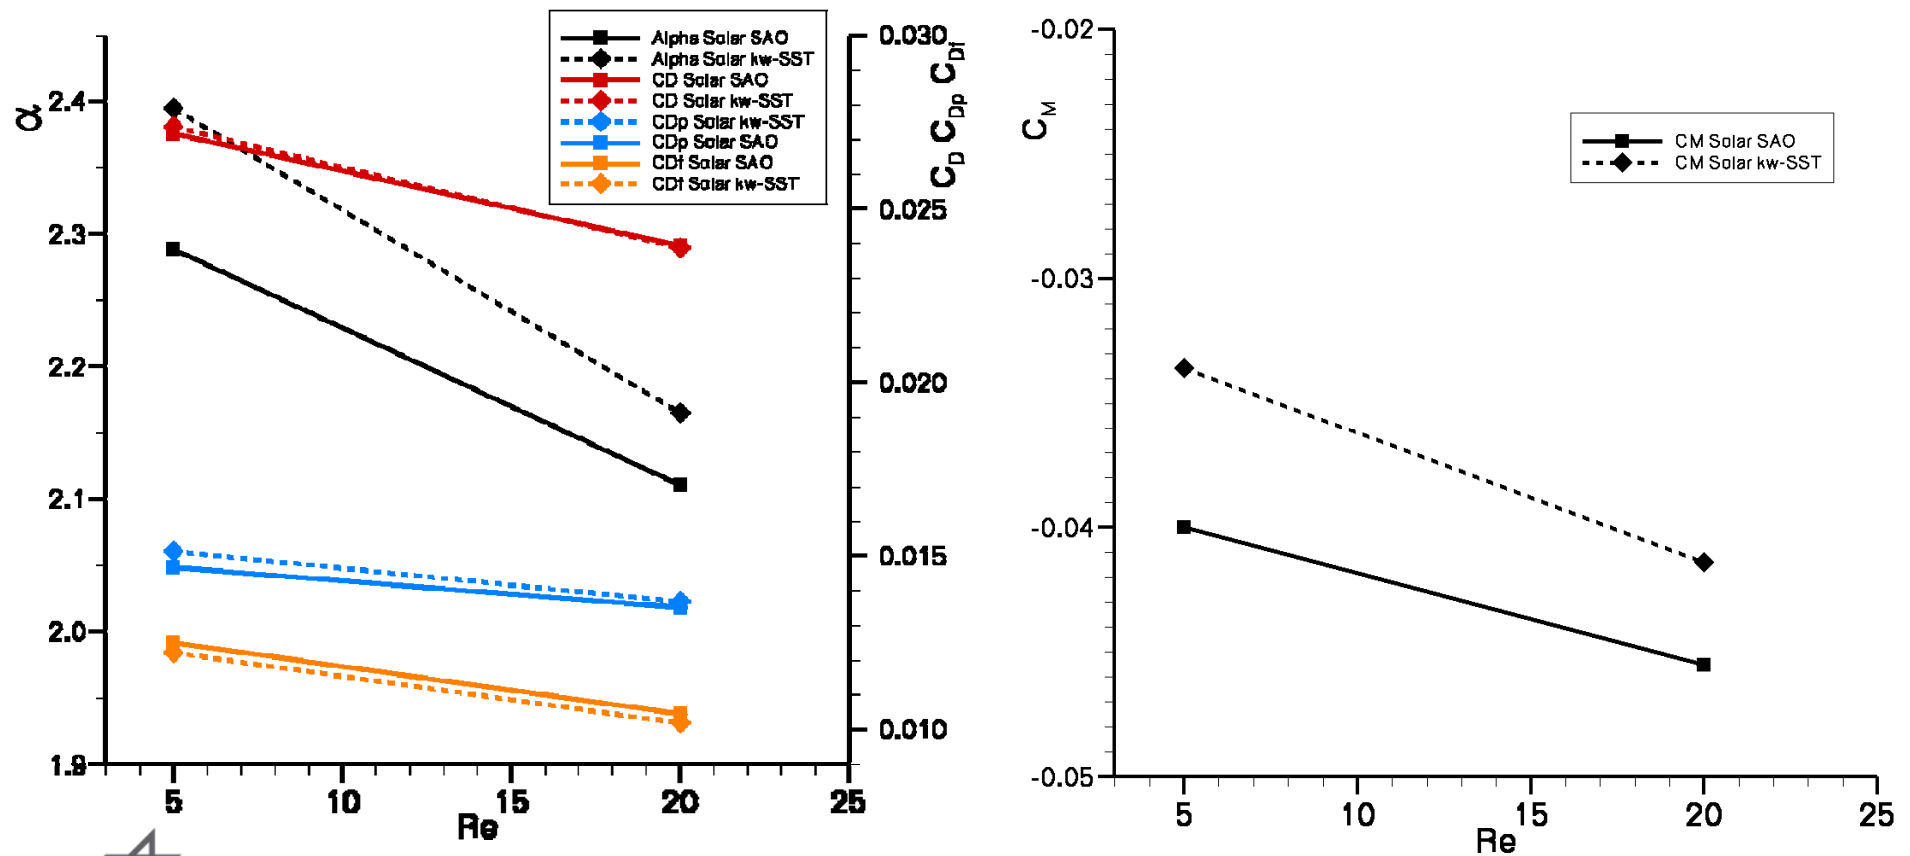 Alpha Solar SAO
Alpha Solar kw-SST
CD Solar SAO
CD Solar kw-SST
CDp Solar kw-SST
CDp Solar SAO
CDf Solar SAO
CDf Solar kw-SST
α
2.4
2.3
2.2
2.1
2.0
1.9
5
10
15
20
25
Re
0.030
0.025
0.020
0.015
0.010
C_D C_Dp C_Df
-0.02
-0.03
-0.04
-0.05
C_M
CM Solar SAO
CM Solar kw-SST
5
10
15
20
25
Re